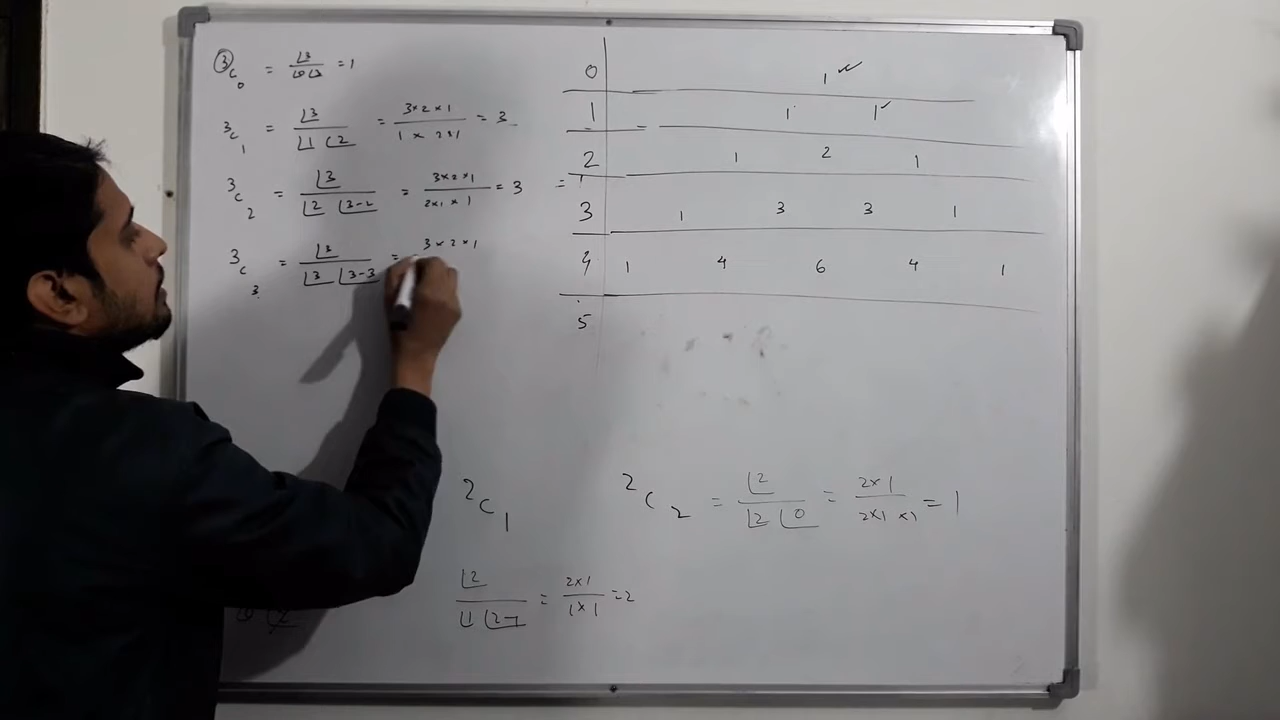 ³C₀ = ⌊3 / ⌊0 ⌊3 = 1
³C₁ = ⌊3 / ⌊1 ⌊2 = 3×2×1 / 1×2×1 = 3
³C₂ = ⌊3 / ⌊2 ⌊3-2 = 3×2×1 / 2×1×1 = 3
³C₃ = ⌊3 / ⌊3 ⌊3-3 = 3×2×1
0 1
1 1 1
2 1 2 1
3 1 3 3 1
4 1 4 6 4 1
5
²C₁
⌊2 / ⌊1 ⌊2-1 = 2×1 / 1×1 = 2
²C₂ = ⌊2 / ⌊2 ⌊0 = 2×1 / 2×1×1 = 1